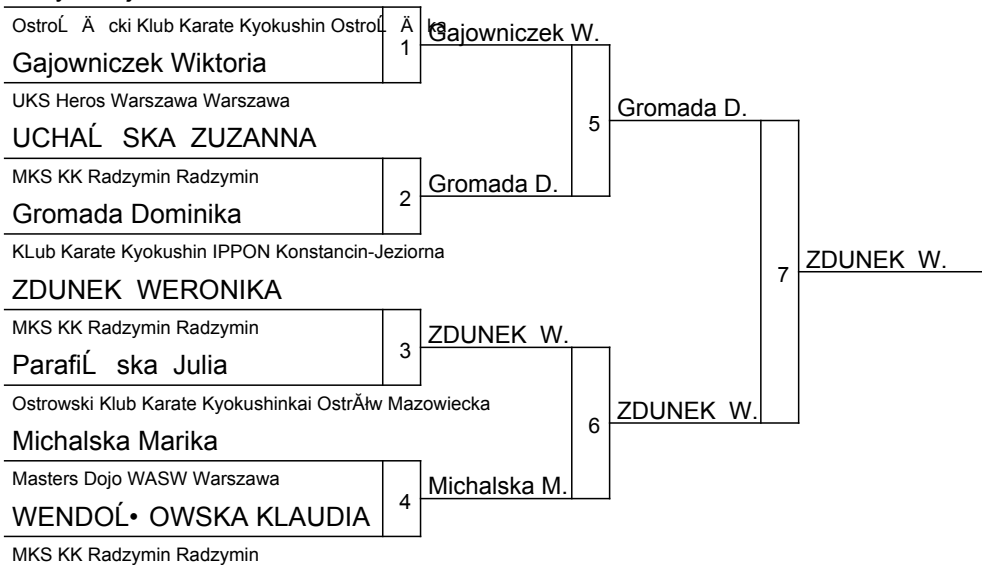 OstroĹ Ä cki Klub Karate Kyokushin OstroĹ Ä ka
1
Gajowniczek W.
Gajowniczek Wiktoria
UKS Heros Warszawa Warszawa
5
Gromada D.
UCHAĹ SKA ZUZANNA
MKS KK Radzymin Radzymin
2
Gromada D.
Gromada Dominika
KLub Karate Kyokushin IPPON Konstancin-Jeziorna
7
ZDUNEK W.
ZDUNEK WERONIKA
MKS KK Radzymin Radzymin
3
ZDUNEK W.
ParafiĹ ska Julia
Ostrowski Klub Karate Kyokushinkai OstrĂłw Mazowiecka
6
ZDUNEK W.
Michalska Marika
Masters Dojo WASW Warszawa
4
Michalska M.
WENDOĹ• OWSKA KLAUDIA
MKS KK Radzymin Radzymin